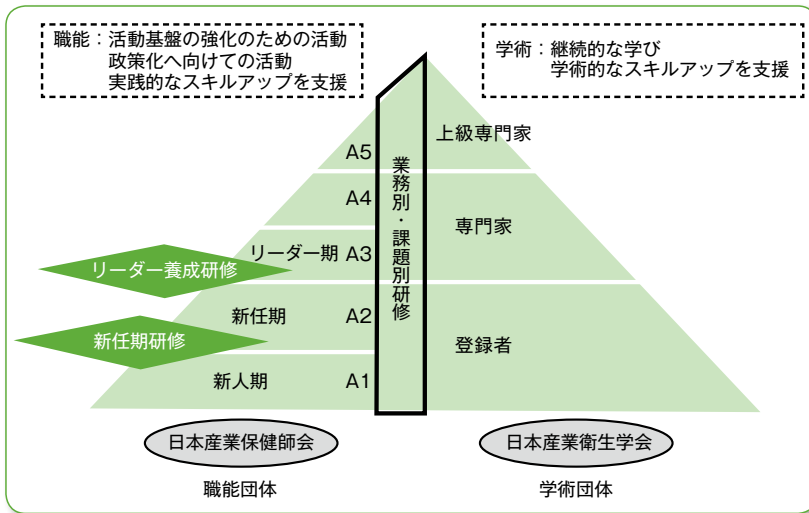 職能：活動基盤の強化のための活動
政策化へ向けての活動
実践的なスキルアップを支援
学術：継続的な学び
学術的なスキルアップを支援
上級専門家
A5
業務別・課題別研修
A4
専門家
リーダー期 A3
リーダー養成研修
新任期 A2
新任期研修
登録者
新人期 A1
日本産業保健師会
日本産業衛生学会
職能団体
学術団体